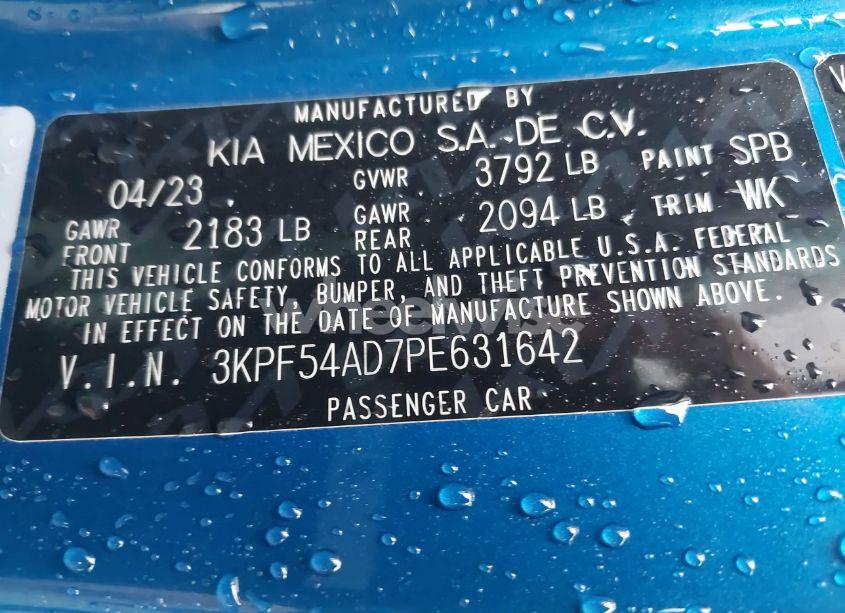 MANUFACTURED BY
KIA MEXICO S.A. DE C.V.
04/23 GVWR 3792 LB PAINT SPB
GAWR FRONT 2183 LB GAWR REAR 2094 LB TRIM WK
THIS VEHICLE CONFORMS TO ALL APPLICABLE U.S.A. FEDERAL
MOTOR VEHICLE SAFETY, BUMPER, AND THEFT PREVENTION STANDARDS
IN EFFECT ON THE DATE OF MANUFACTURE SHOWN ABOVE.
V.I.N. 3KPF54AD7PE631642
PASSENGER CAR